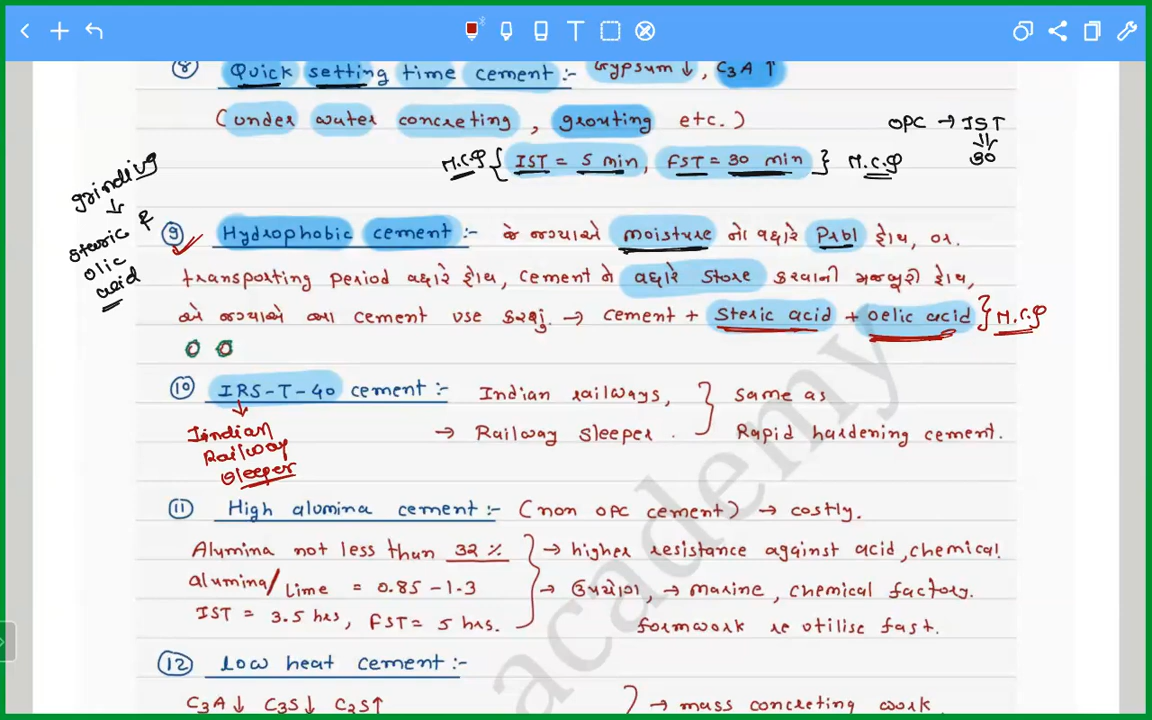 ⑧ Quick setting time cement :- Gypsum ↓, C3A ↑
(under water concreting, grouting etc.)
OPC → IST
30
M.C.Q { IST = 5 min, FST = 30 min } M.C.Q
grinding
↓
steric &
olic
acid
⑨ Hydrophobic cement :- જે જગ્યાએ moisture નો વધારે Prbl હોય, or.
transporting period વધારે હોય, cement ને વધારે store કરવાની મજબૂરી હોય,
એ જગ્યાએ આ cement use કરવું. → cement + steric acid + oelic acid } M.C.Q
⑩ IRS-T-40 cement :- Indian railways, } same as
→ Railway sleeper. Rapid hardening cement.
Iindian
Railway
sleeper
⑪ High alumina cement :- (non OPC cement) → costly.
Alumina not less than 32 % → higher resistance against acid, chemical
alumina/Lime = 0.85 - 1.3 → ઉપયોગ → marine, chemical factory.
IST = 3.5 hrs, FST = 5 hrs. formwork re utilise fast.
⑫ Low heat cement :-
C3A ↓ C3S ↓ C2S ↑ → mass concreting work
academy